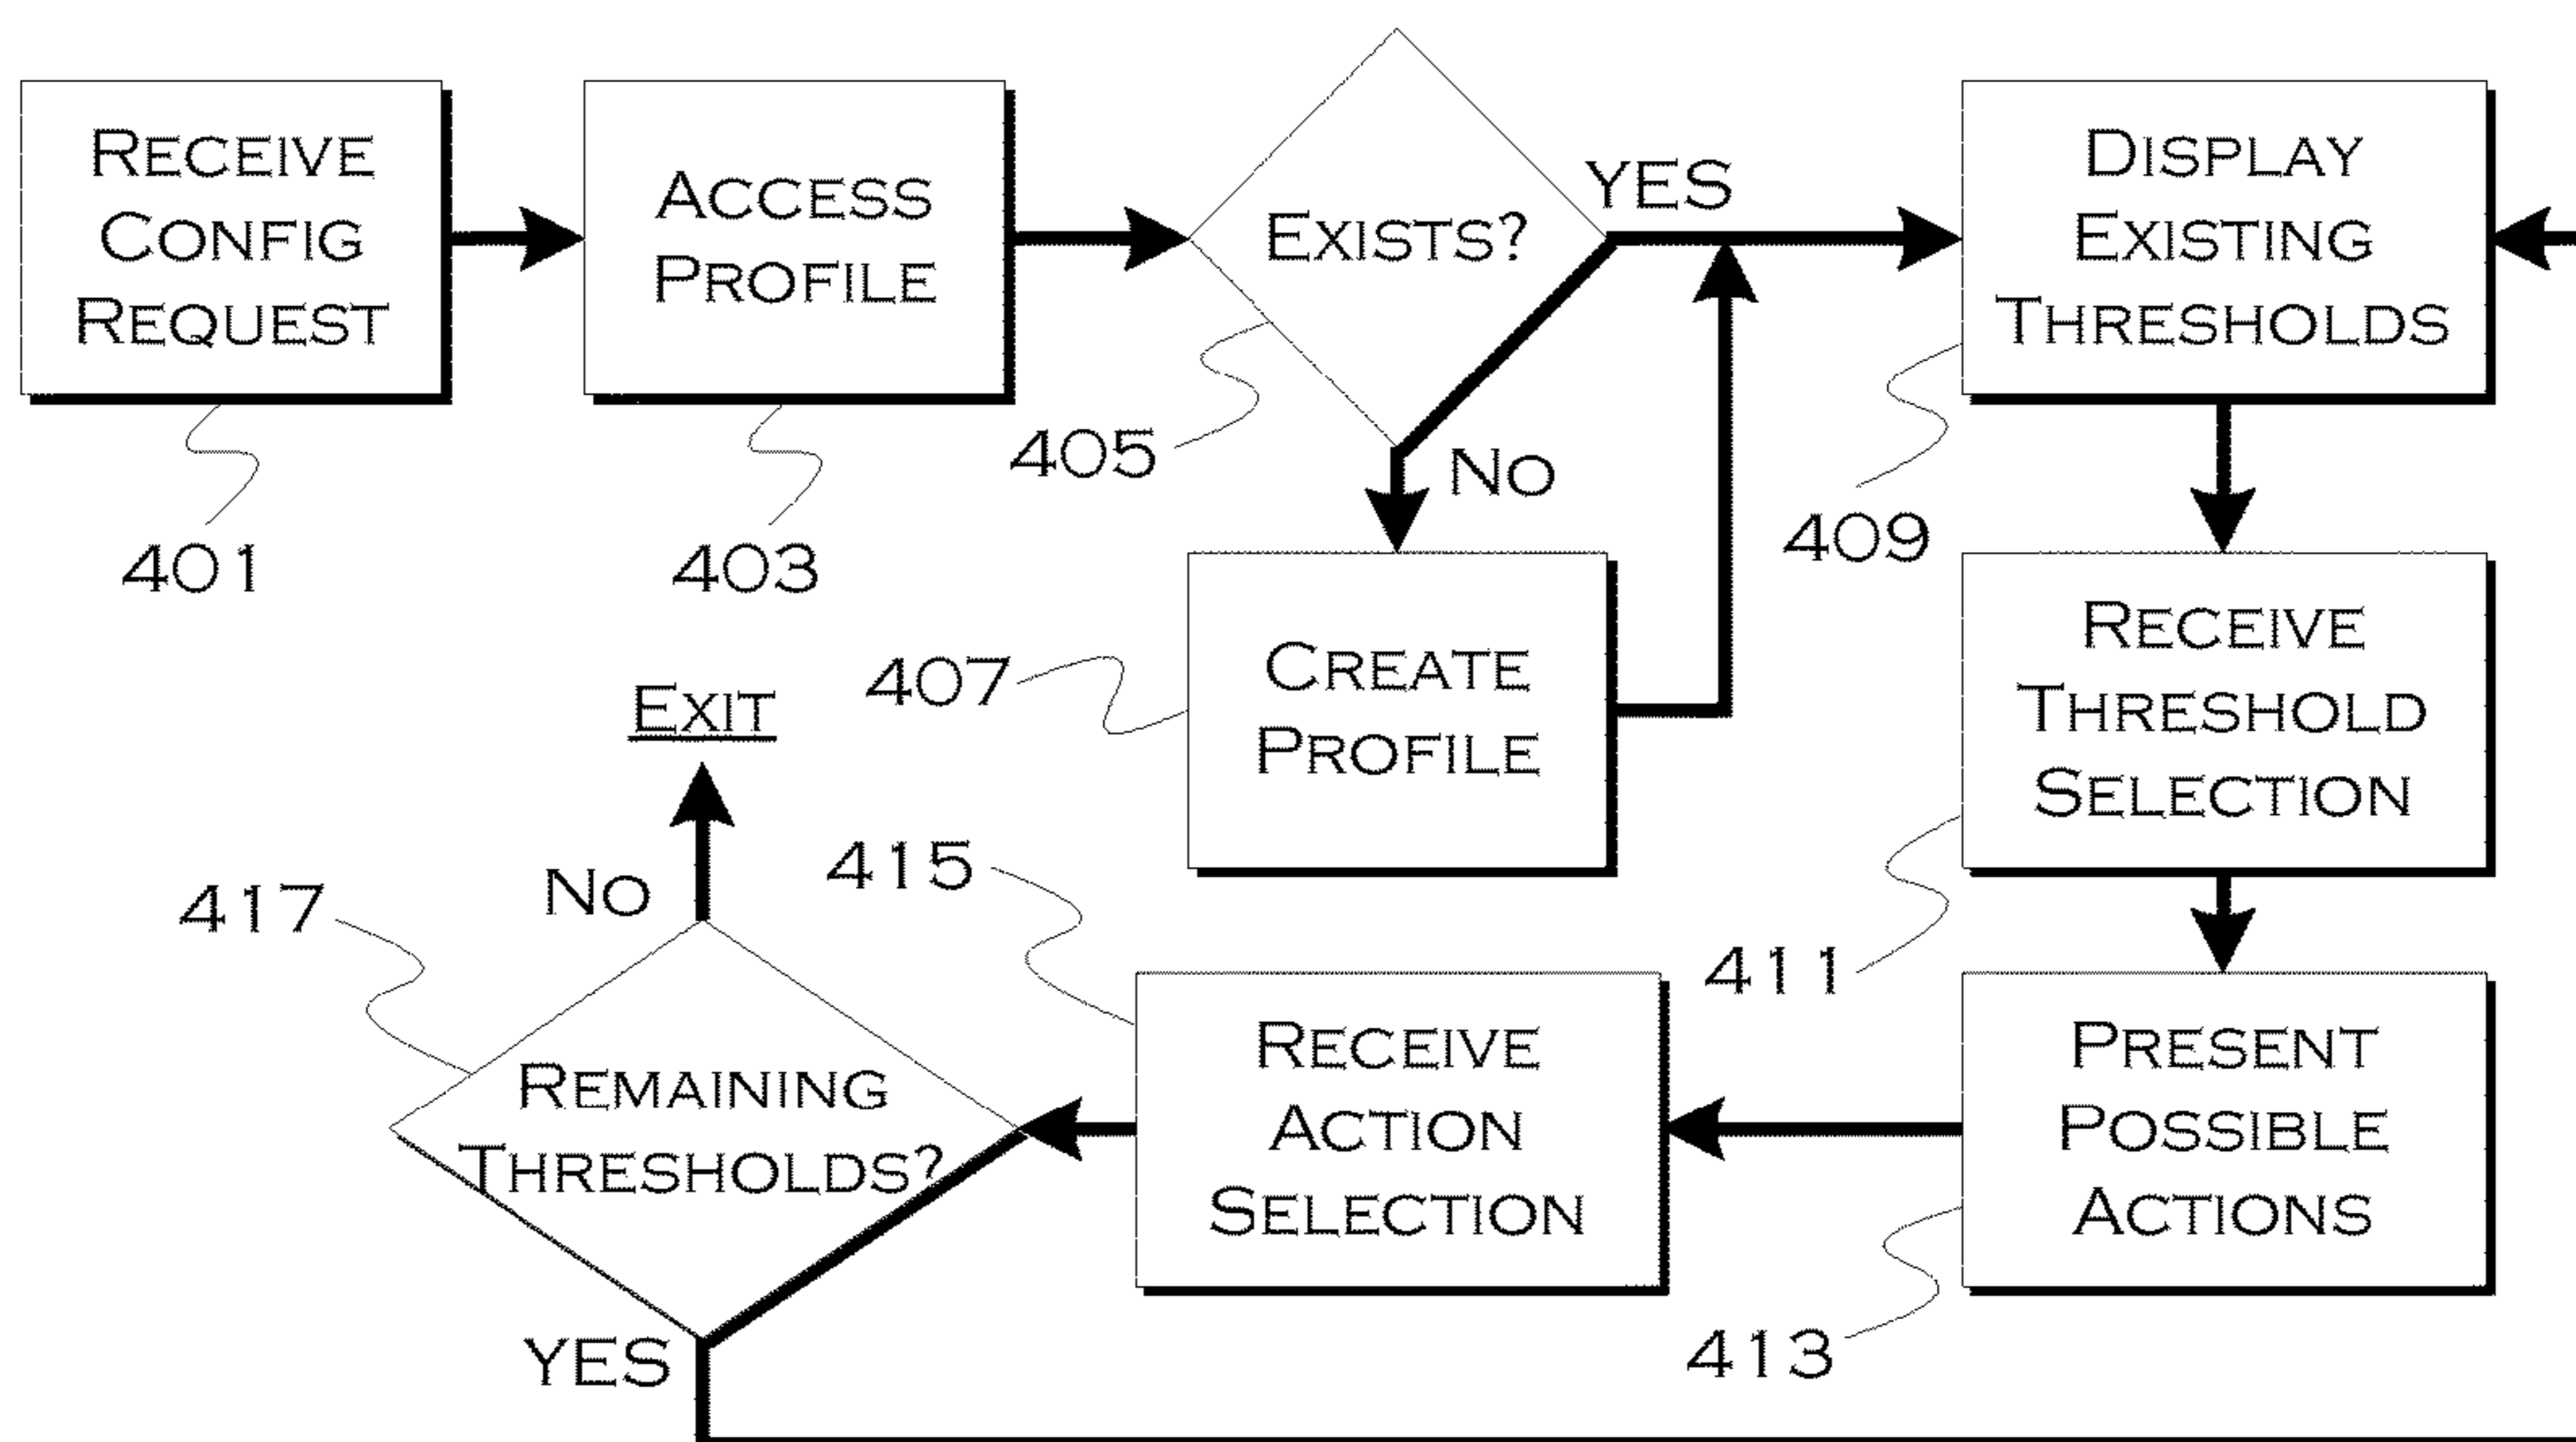 RECEIVE
CONFIG
REQUEST
401
ACCESS
PROFILE
403
EXISTS?
405
YES
NO
CREATE
PROFILE
407
DISPLAY
EXISTING
THRESHOLDS
409
RECEIVE
THRESHOLD
SELECTION
411
PRESENT
POSSIBLE
ACTIONS
413
RECEIVE
ACTION
SELECTION
415
REMAINING
THRESHOLDS?
417
NO
EXIT
YES